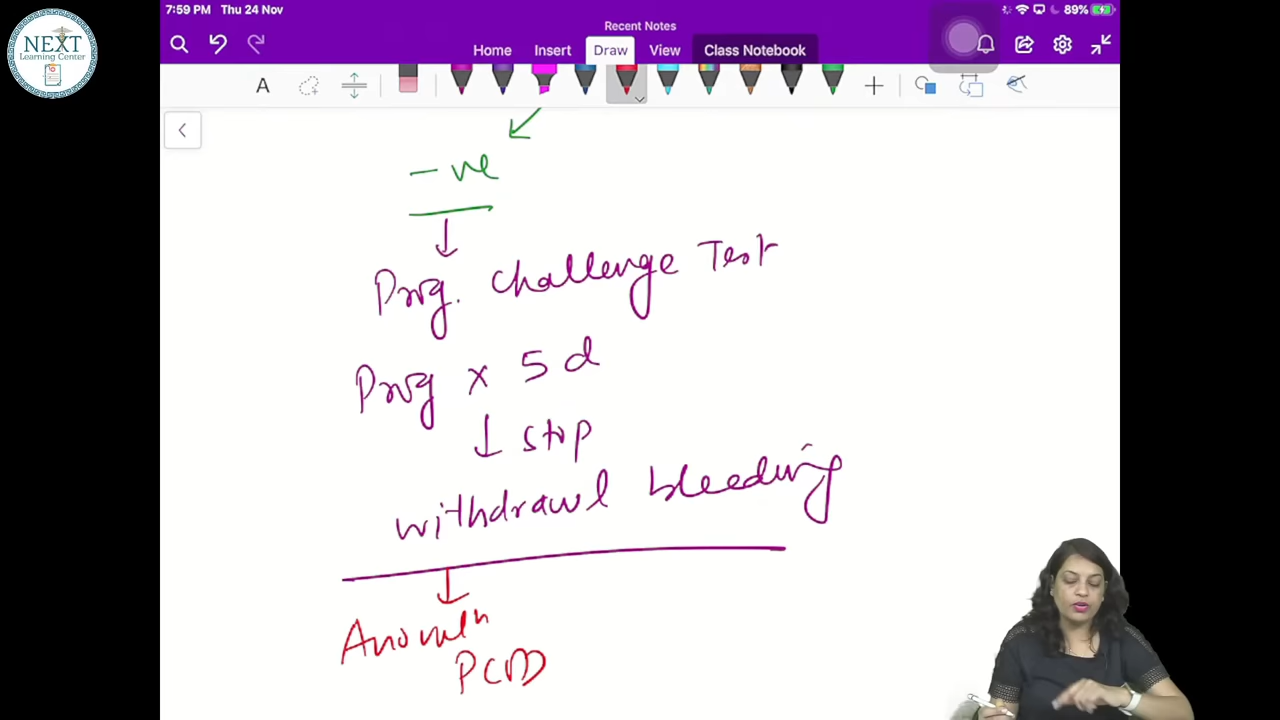 7:59 PM Thu 24 Nov
89%
Recent Notes
NEXT
Learning Center
Home Insert Draw View Class Notebook
A
-ve
Prog. Challenge Test
Prog x 5 d
stop
withdrawl bleeding
Anovulⁿ
PCOD